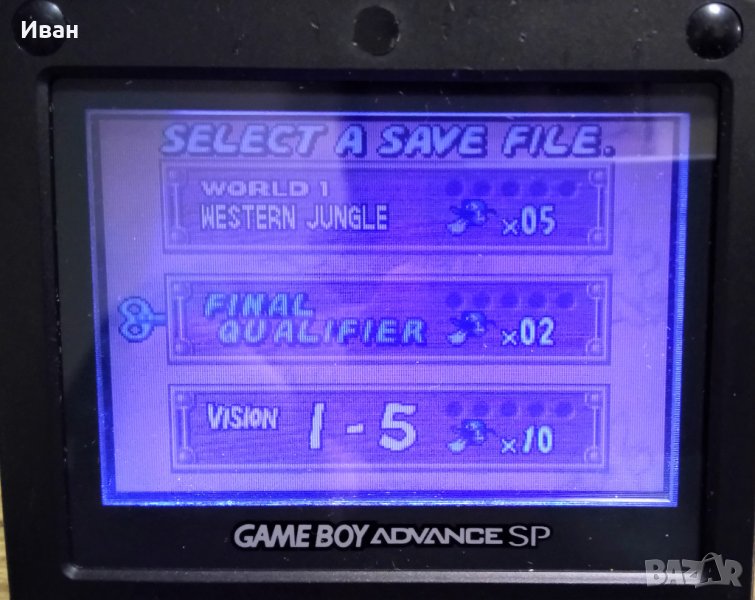 Иван
SELECT A SAVE FILE.
WORLD 1
WESTERN JUNGLE
×05
FINAL
QUALIFIER
×02
VISION 1-5
×10
GAME BOY ADVANCE SP
BAZAR